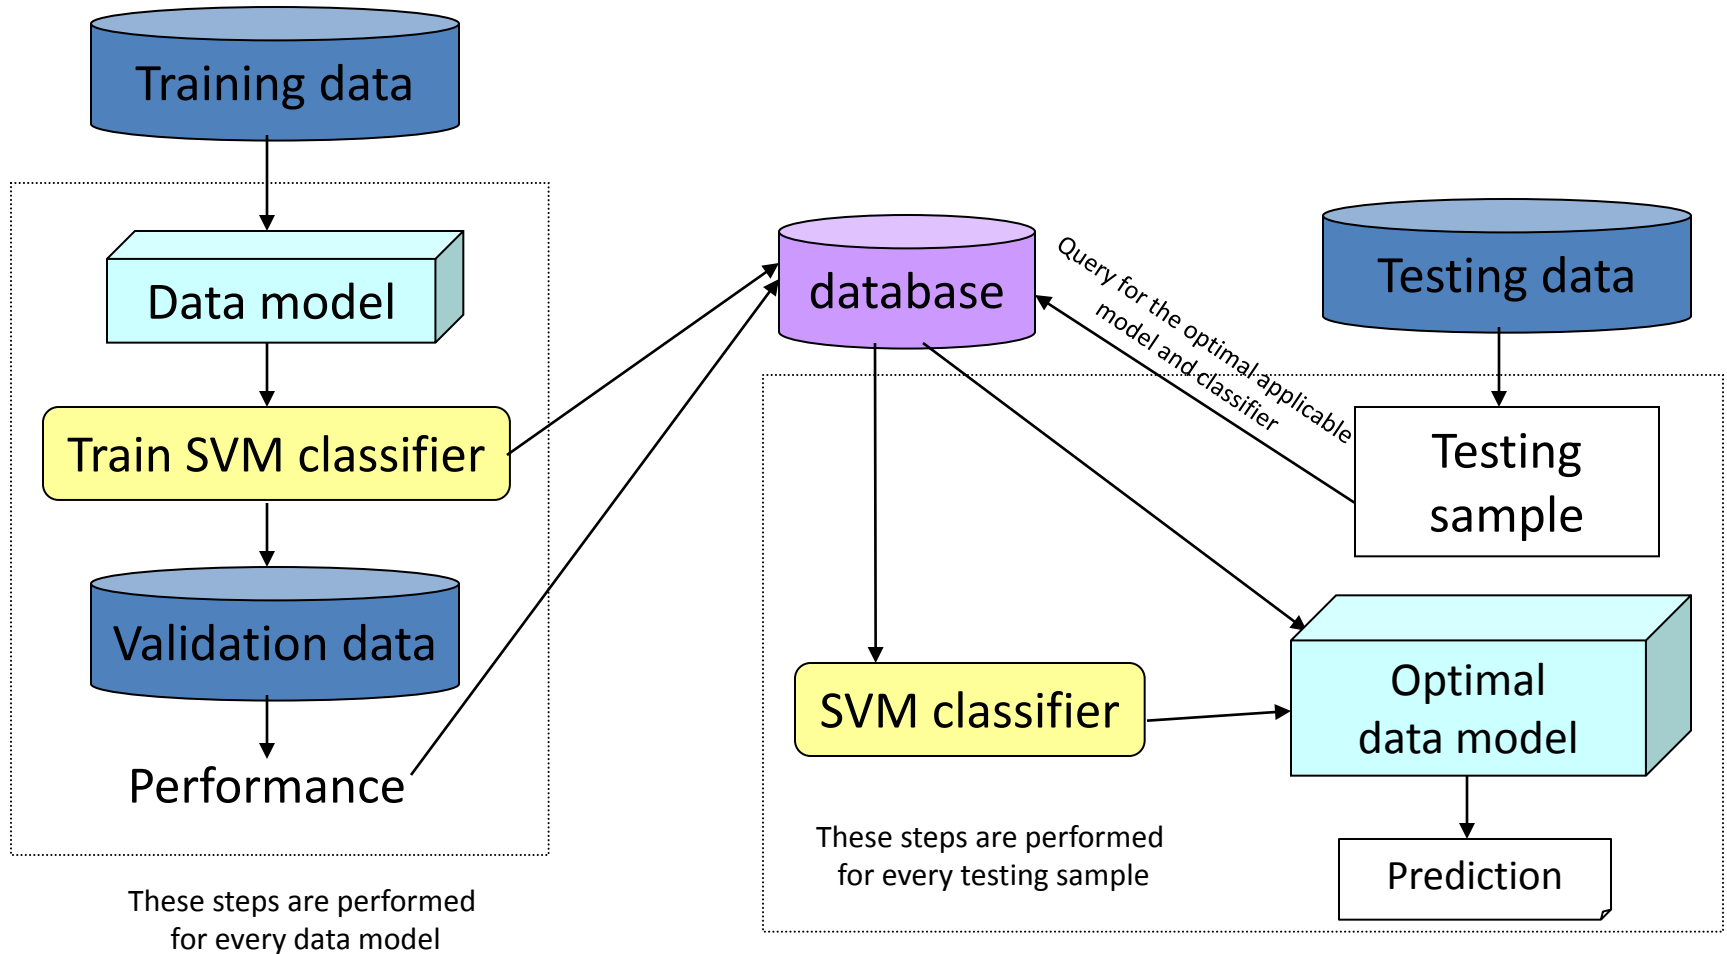 Training data
Data model
Train SVM classifier
Validation data
Performance
These steps are performed
for every data model
database
Query for the optimal applicable
model and classifier
Testing data
Testing
sample
SVM classifier
Optimal
data model
Prediction
These steps are performed
for every testing sample